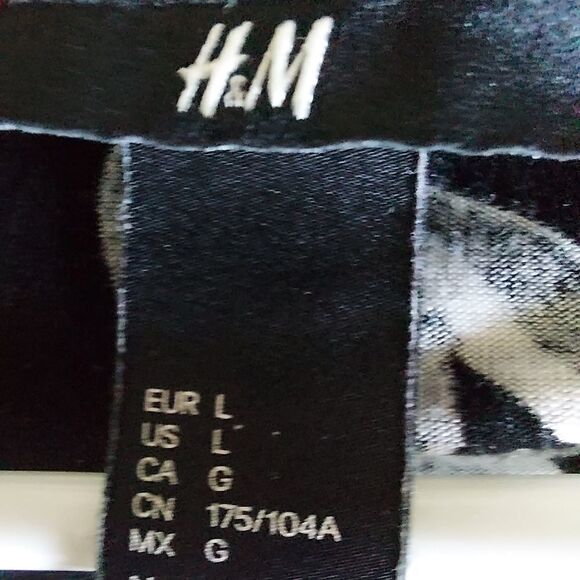 H&M
EUR L
US L
CA G
CN 175/104A
MX G